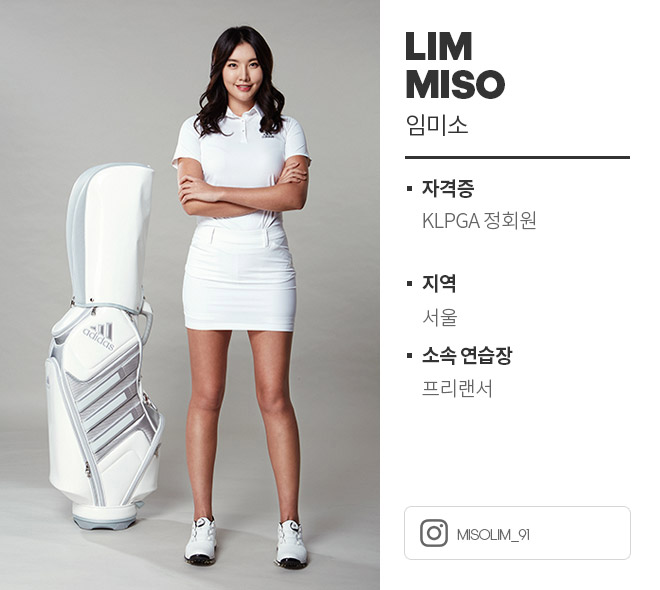 LIM
MISO
임미소
자격증
KLPGA 정회원
지역
서울
소속 연습장
프리랜서
MISOLIM_91
adidas